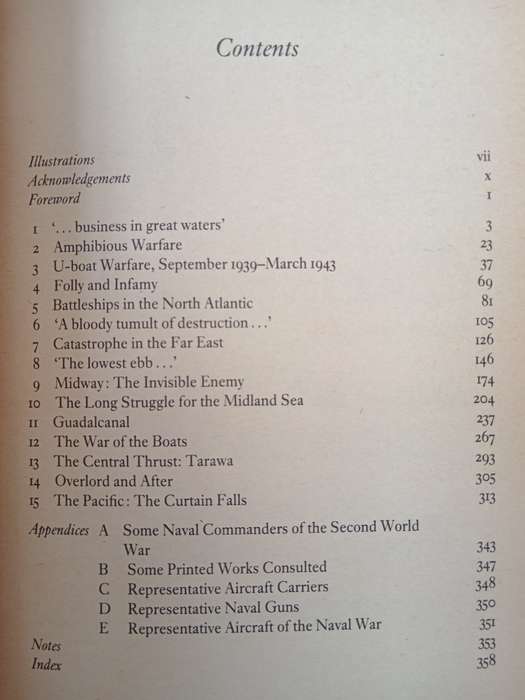 Contents
Illustrations vii
Acknowledgements x
Foreword 1
1 ‘... business in great waters’ 3
2 Amphibious Warfare 23
3 U-boat Warfare, September 1939–March 1943 37
4 Folly and Infamy 69
5 Battleships in the North Atlantic 81
6 ‘A bloody tumult of destruction...’ 105
7 Catastrophe in the Far East 126
8 ‘The lowest ebb...’ 146
9 Midway: The Invisible Enemy 174
10 The Long Struggle for the Midland Sea 204
11 Guadalcanal 237
12 The War of the Boats 267
13 The Central Thrust: Tarawa 293
14 Overlord and After 305
15 The Pacific: The Curtain Falls 313
Appendices A Some Naval Commanders of the Second World
War 343
B Some Printed Works Consulted 347
C Representative Aircraft Carriers 348
D Representative Naval Guns 350
E Representative Aircraft of the Naval War 351
Notes 353
Index 358